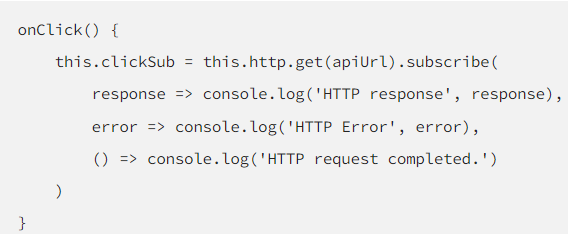 onClick() {
    this.clickSub = this.http.get(apiUrl).subscribe(
        response => console.log('HTTP response', response),
        error => console.log('HTTP Error', error),
        () => console.log('HTTP request completed.')
    )
}